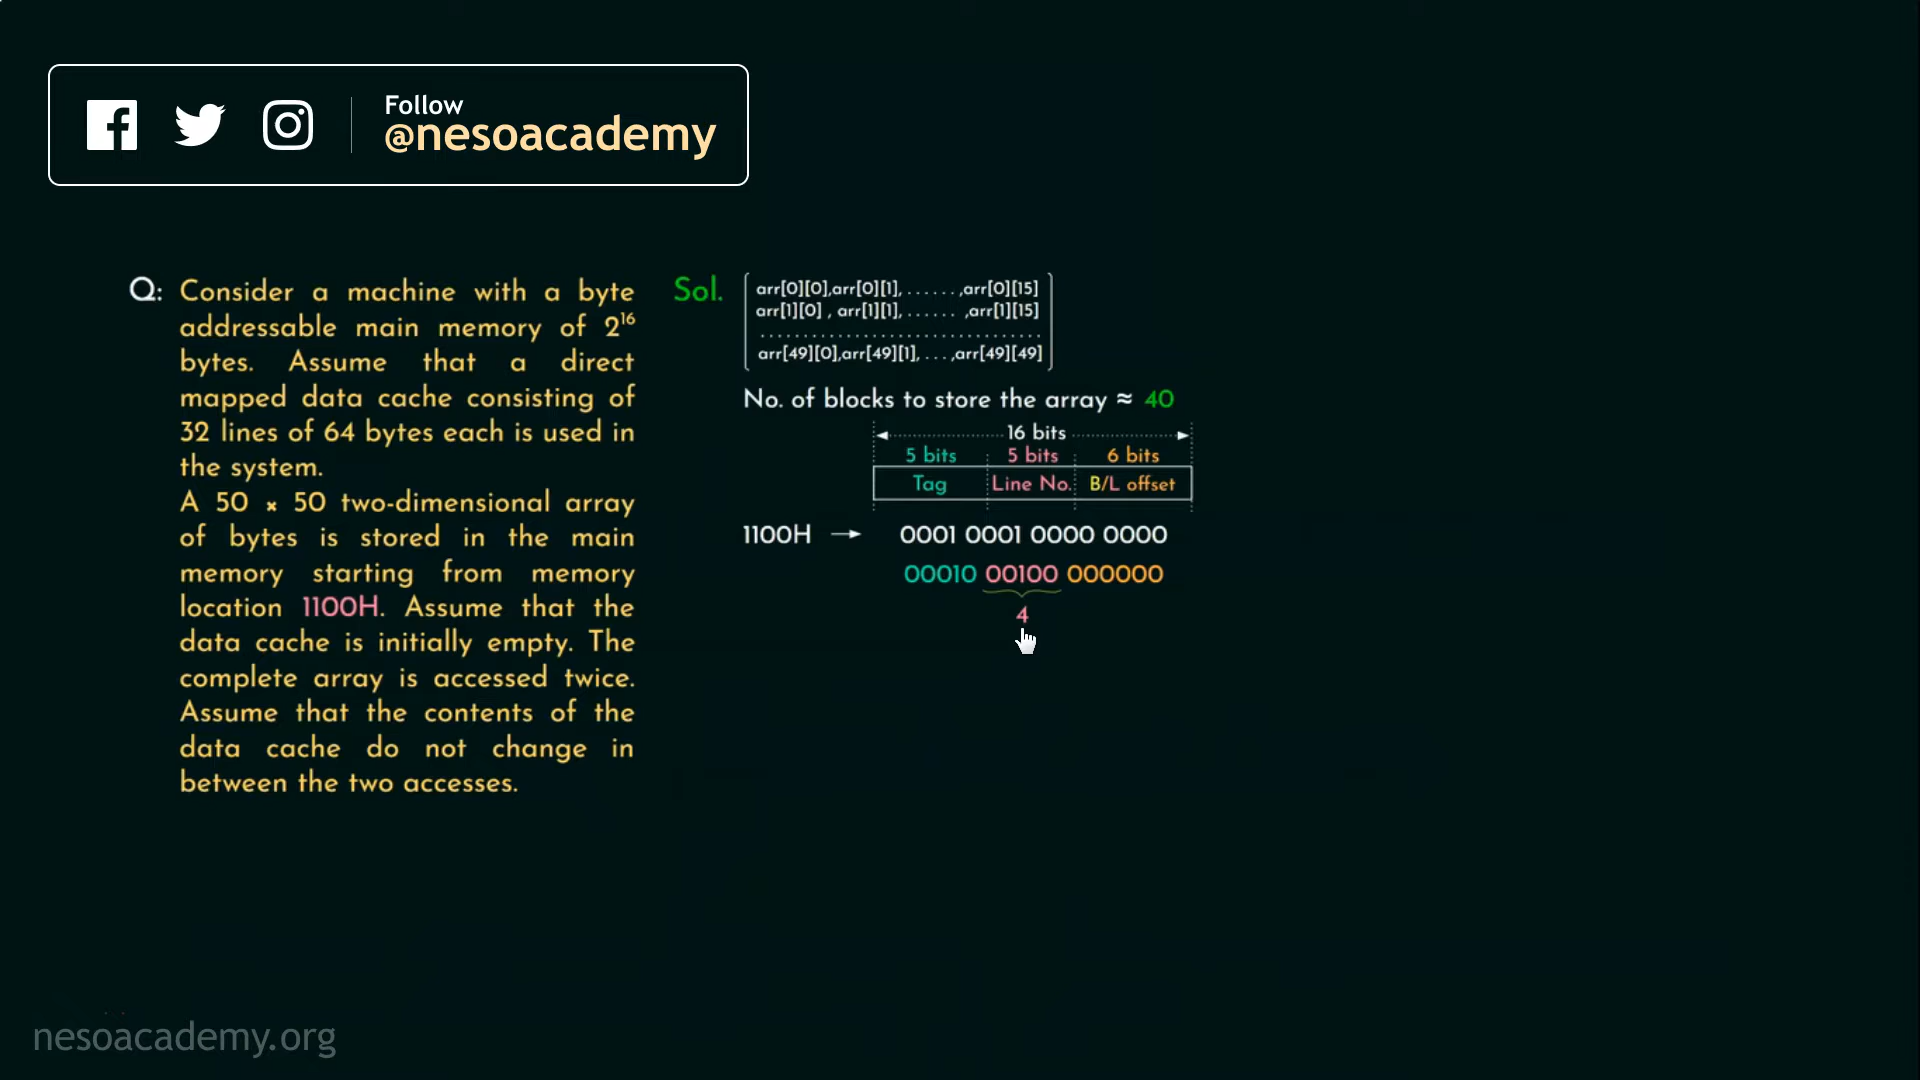 Follow
@nesoacademy
Q: Consider a machine with a byte
addressable main memory of 2¹⁶
bytes. Assume that a direct
mapped data cache consisting of
32 lines of 64 bytes each is used in
the system.
A 50 × 50 two-dimensional array
of bytes is stored in the main
memory starting from memory
location 1100H. Assume that the
data cache is initially empty. The
complete array is accessed twice.
Assume that the contents of the
data cache do not change in
between the two accesses.
Sol.
arr[0][0],arr[0][1], . . . . . . ,arr[0][15]
arr[1][0] , arr[1][1], . . . . . . ,arr[1][15]
. . . . . . . . . . . . . . . . . . . . . . . . . . . . . .
arr[49][0],arr[49][1], . . . ,arr[49][49]
No. of blocks to store the array ≈ 40
16 bits
5 bits 5 bits 6 bits
Tag Line No. B/L offset
1100H → 0001 0001 0000 0000
00010 00100 000000
4
nesoacademy.org